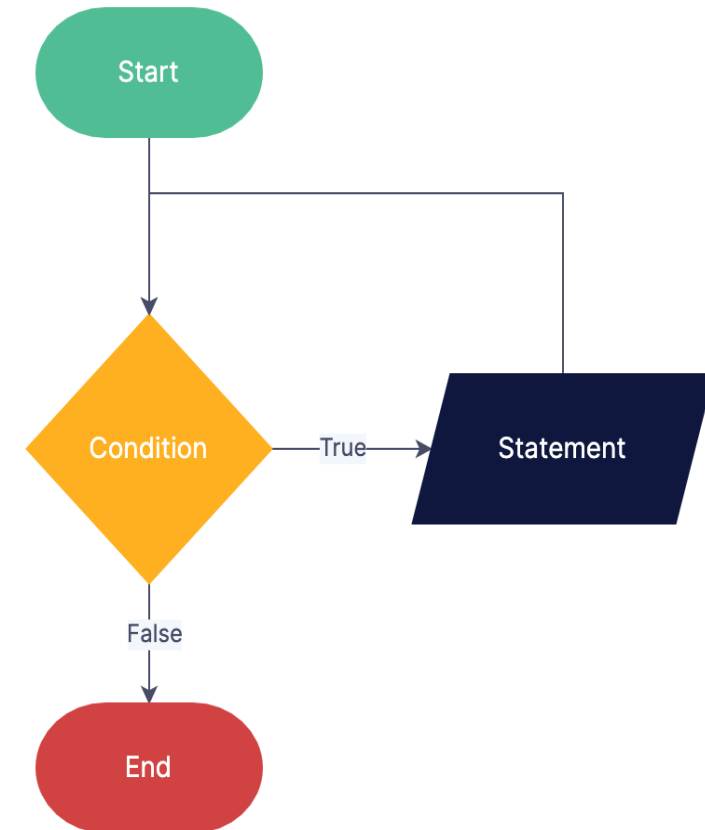 Start
Condition
True
Statement
False
End